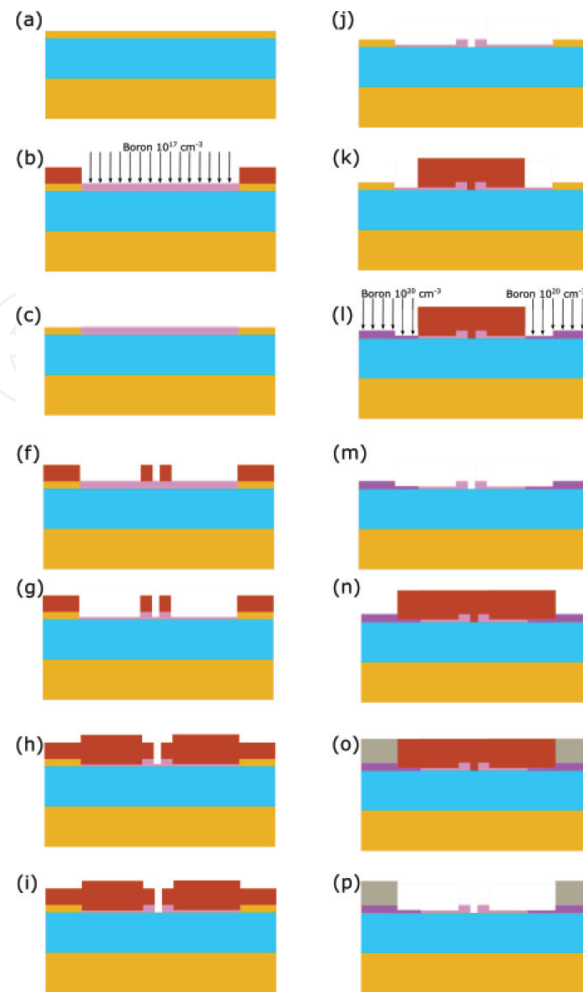 (a)
(b)
Boron 10¹⁷ cm⁻³
(c)
(f)
(g)
(h)
(i)
(j)
(k)
Boron 10²⁰ cm⁻³
Boron 10²⁰ cm⁻³
(l)
(m)
(n)
(o)
(p)